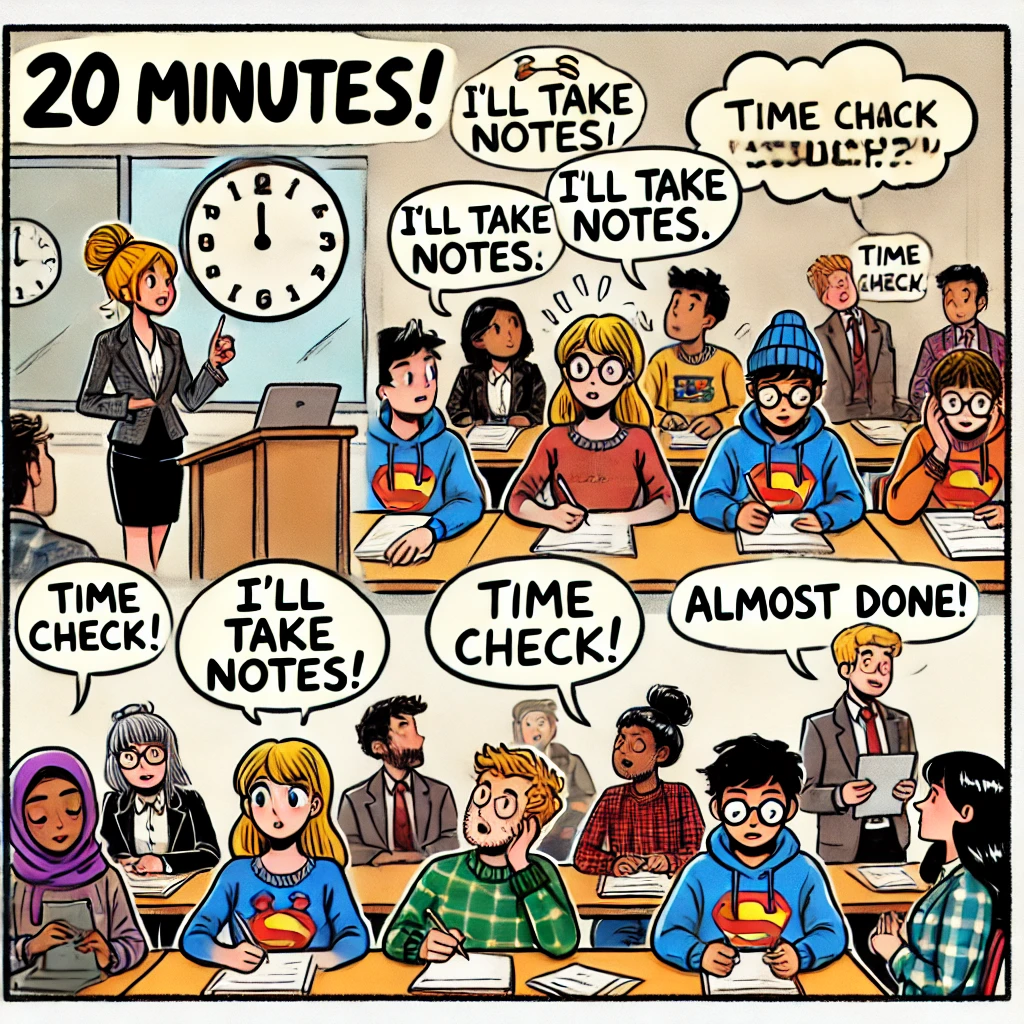 20 MINUTES!
I'LL TAKE
NOTES!
TIME CHACK
I'LL TAKE
NOTES.
I'LL TAKE
NOTES:
TIME
CHECK.
TIME
CHECK!
I'LL
TAKE
NOTES!
TIME
CHECK!
ALMOST DONE!